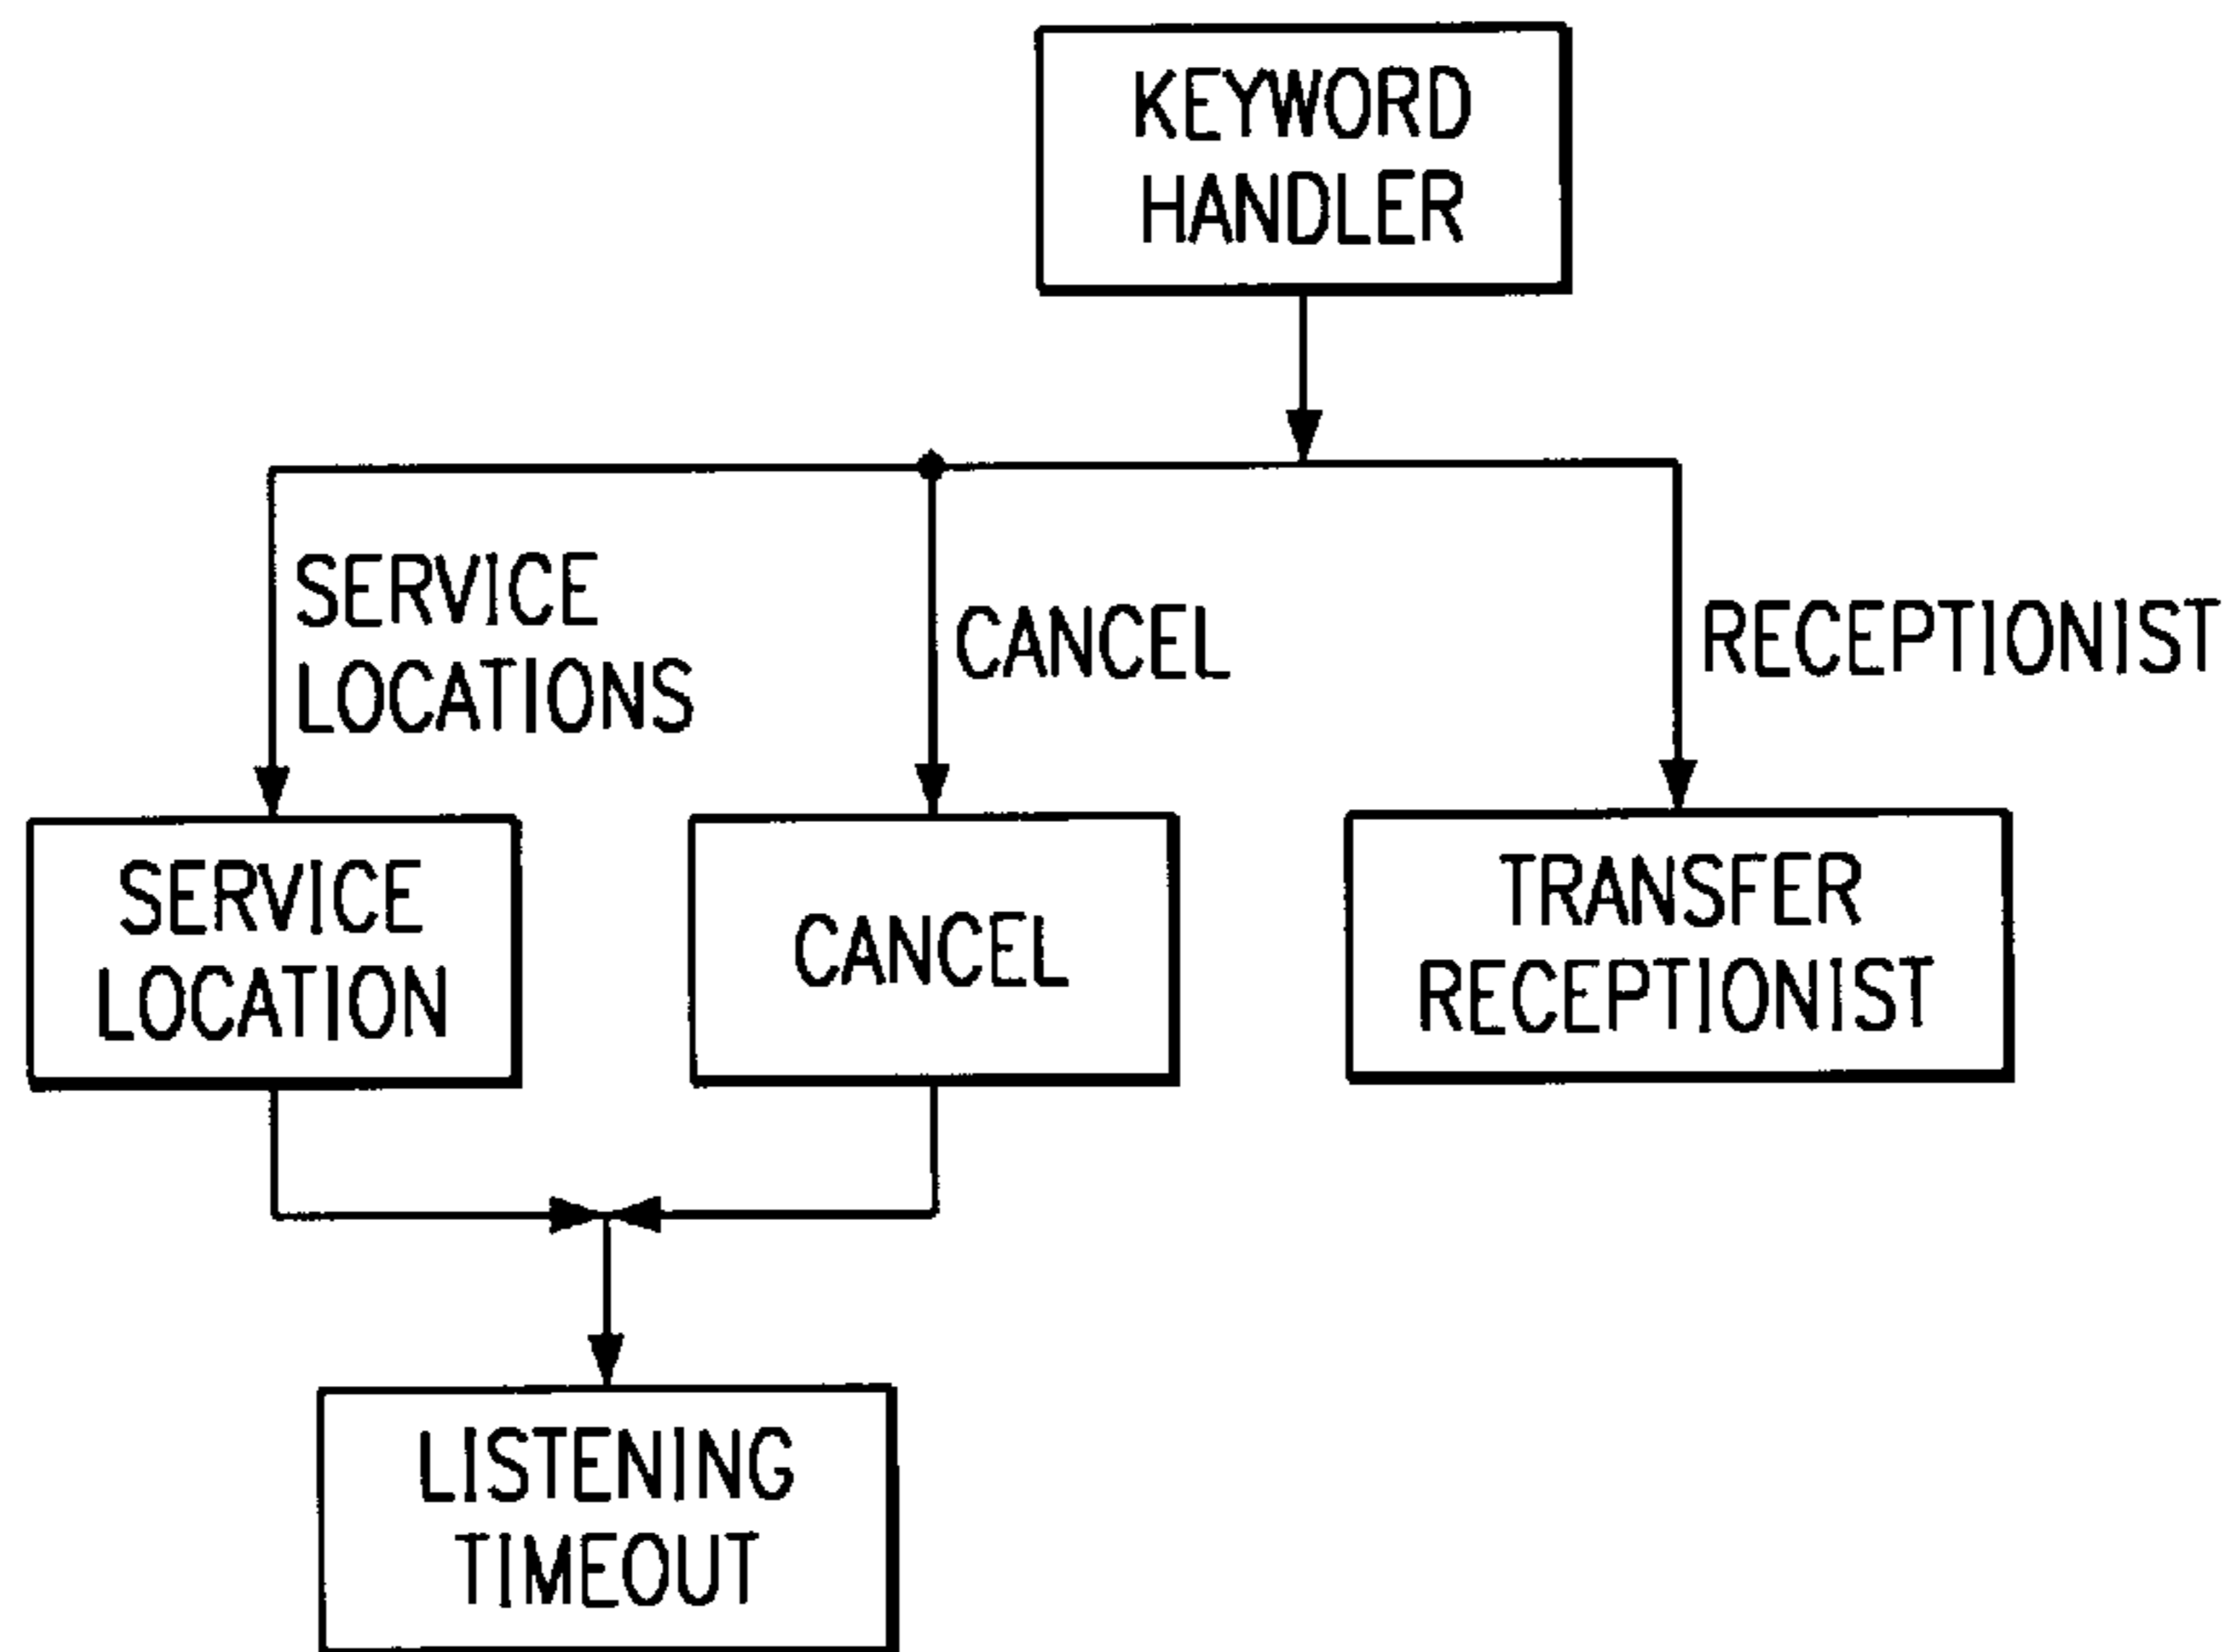 KEYWORD
HANDLER
SERVICE
LOCATIONS
CANCEL
RECEPTIONIST
SERVICE
LOCATION
CANCEL
TRANSFER
RECEPTIONIST
LISTENING
TIMEOUT